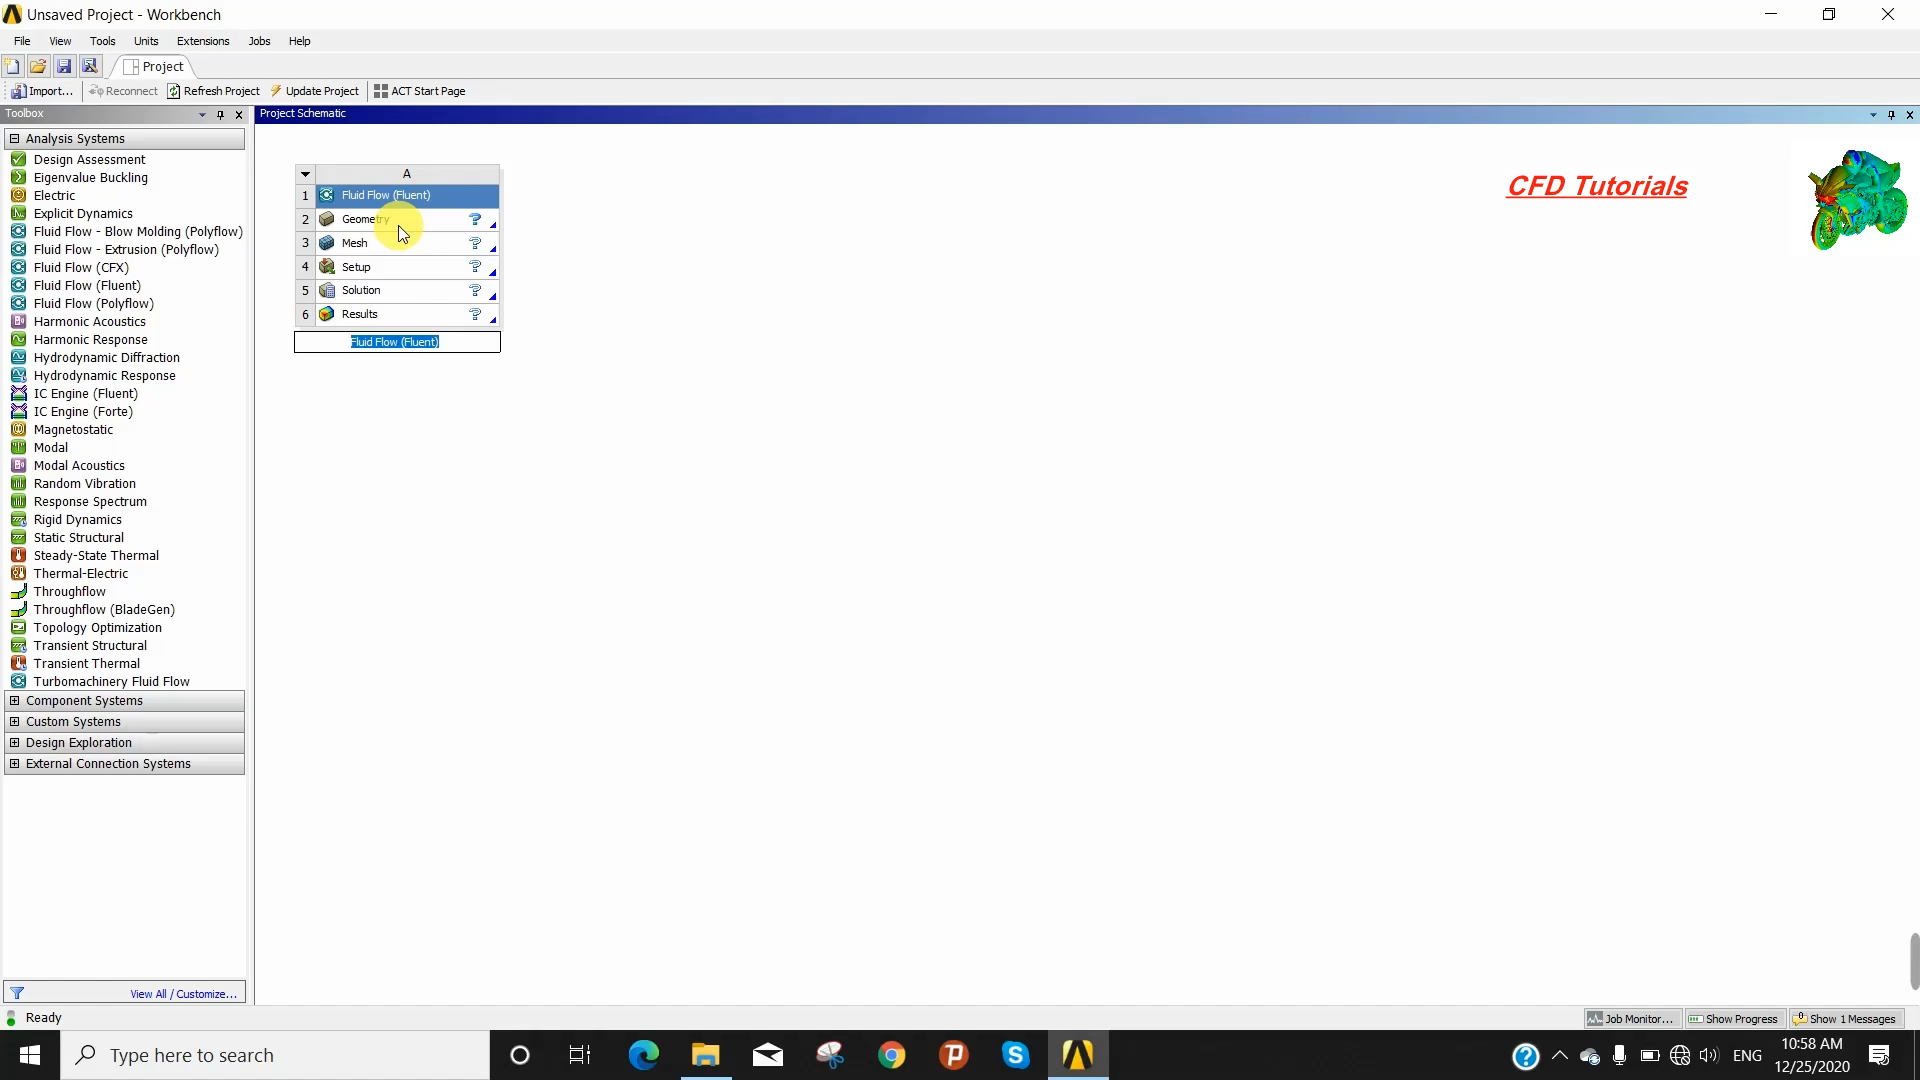 Unsaved Project - Workbench
File View Tools Units Extensions Jobs Help
Project
Import... Reconnect Refresh Project Update Project ACT Start Page
Toolbox
Project Schematic
Analysis Systems
Design Assessment
Eigenvalue Buckling
Electric
Explicit Dynamics
Fluid Flow - Blow Molding (Polyflow)
Fluid Flow - Extrusion (Polyflow)
Fluid Flow (CFX)
Fluid Flow (Fluent)
Fluid Flow (Polyflow)
Harmonic Acoustics
Harmonic Response
Hydrodynamic Diffraction
Hydrodynamic Response
IC Engine (Fluent)
IC Engine (Forte)
Magnetostatic
Modal
Modal Acoustics
Random Vibration
Response Spectrum
Rigid Dynamics
Static Structural
Steady-State Thermal
Thermal-Electric
Throughflow
Throughflow (BladeGen)
Topology Optimization
Transient Structural
Transient Thermal
Turbomachinery Fluid Flow
Component Systems
Custom Systems
Design Exploration
External Connection Systems
View All / Customize...
A
1 Fluid Flow (Fluent)
2 Geometry
3 Mesh
4 Setup
5 Solution
6 Results
Fluid Flow (Fluent)
CFD Tutorials
Ready
Job Monitor... Show Progress Show 1 Messages
Type here to search
ENG
10:58 AM
12/25/2020